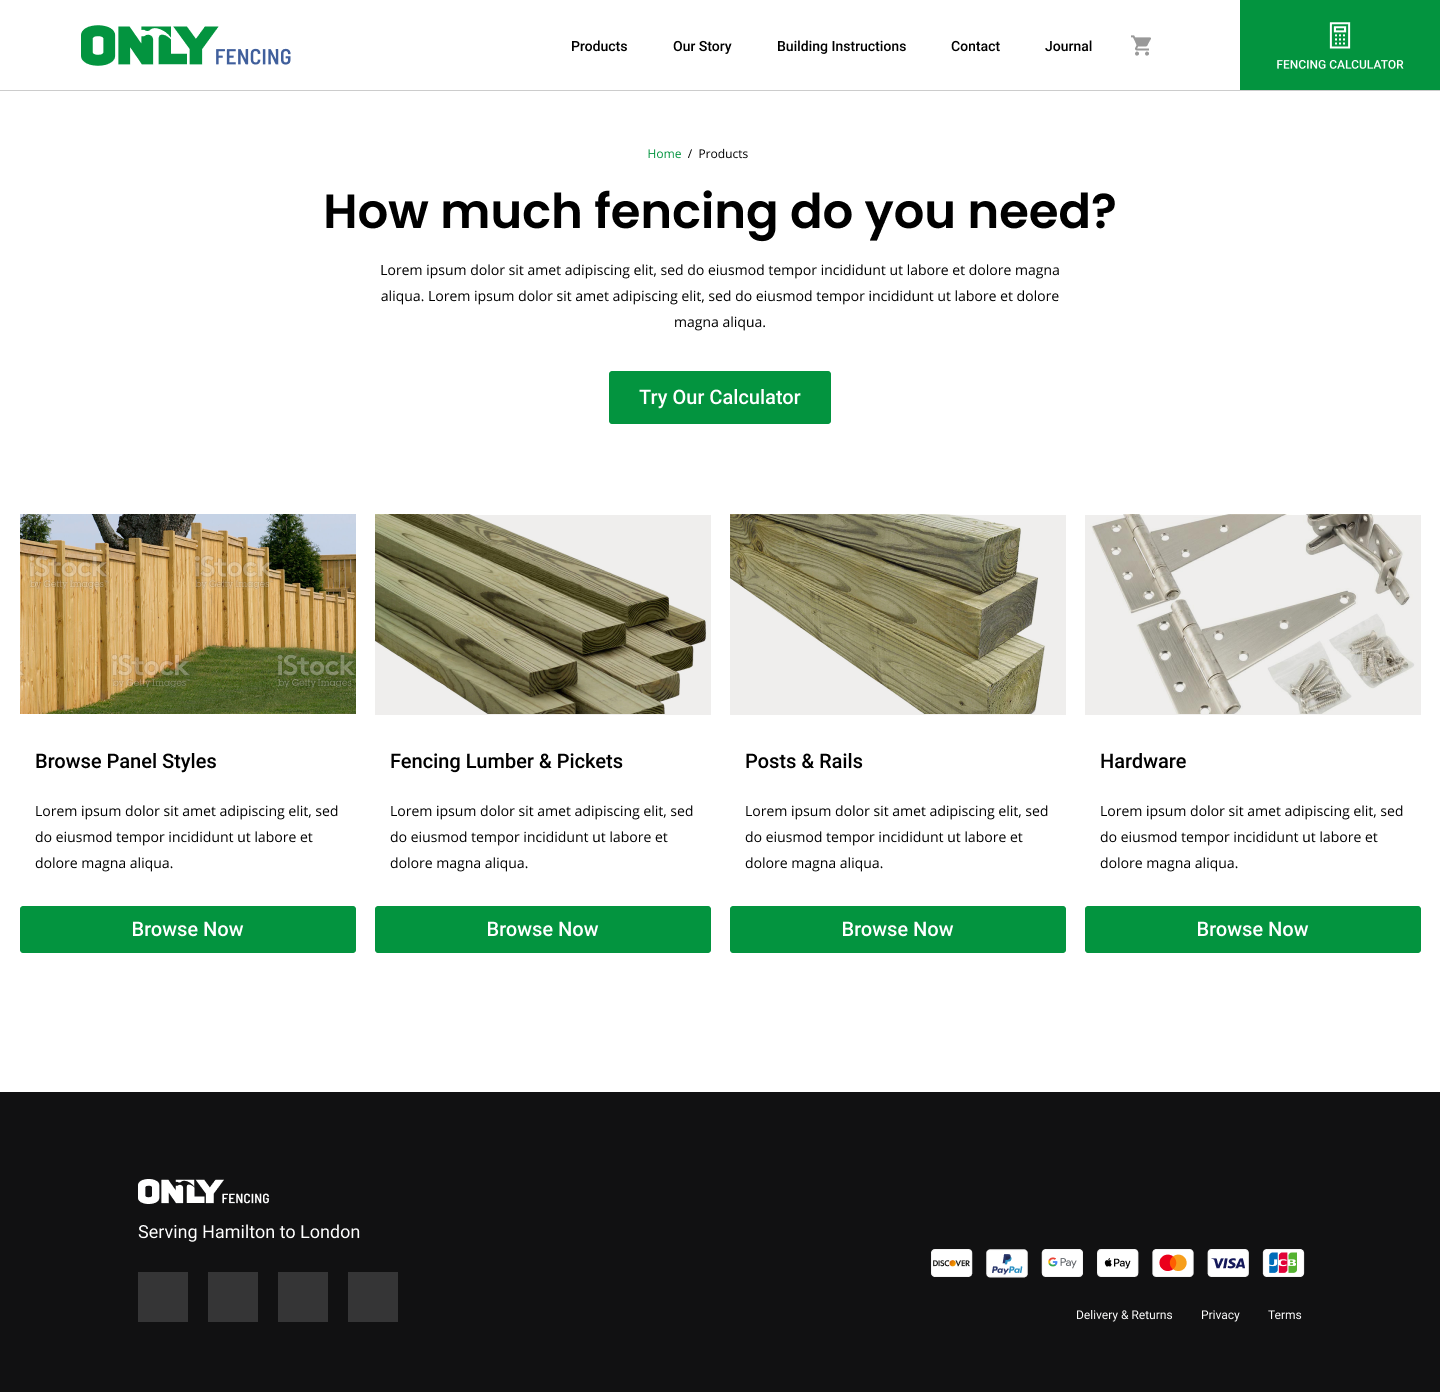 ONLY FENCING
Products
Our Story
Building Instructions
Contact
Journal
FENCING CALCULATOR
Home / Products
How much fencing do you need?
Lorem ipsum dolor sit amet adipiscing elit, sed do eiusmod tempor incididunt ut labore et dolore magna
aliqua. Lorem ipsum dolor sit amet adipiscing elit, sed do eiusmod tempor incididunt ut labore et dolore
magna aliqua.
Try Our Calculator
iStock
by Getty Images
iStock
by Getty Images
iStock
by Getty Images
iStock
by Getty Images
Browse Panel Styles
Lorem ipsum dolor sit amet adipiscing elit, sed
do eiusmod tempor incididunt ut labore et
dolore magna aliqua.
Browse Now
Fencing Lumber & Pickets
Lorem ipsum dolor sit amet adipiscing elit, sed
do eiusmod tempor incididunt ut labore et
dolore magna aliqua.
Browse Now
Posts & Rails
Lorem ipsum dolor sit amet adipiscing elit, sed
do eiusmod tempor incididunt ut labore et
dolore magna aliqua.
Browse Now
Hardware
Lorem ipsum dolor sit amet adipiscing elit, sed
do eiusmod tempor incididunt ut labore et
dolore magna aliqua.
Browse Now
ONLY FENCING
Serving Hamilton to London
DISCOVER
PayPal
G Pay
Pay
VISA
JCB
Delivery & Returns
Privacy
Terms